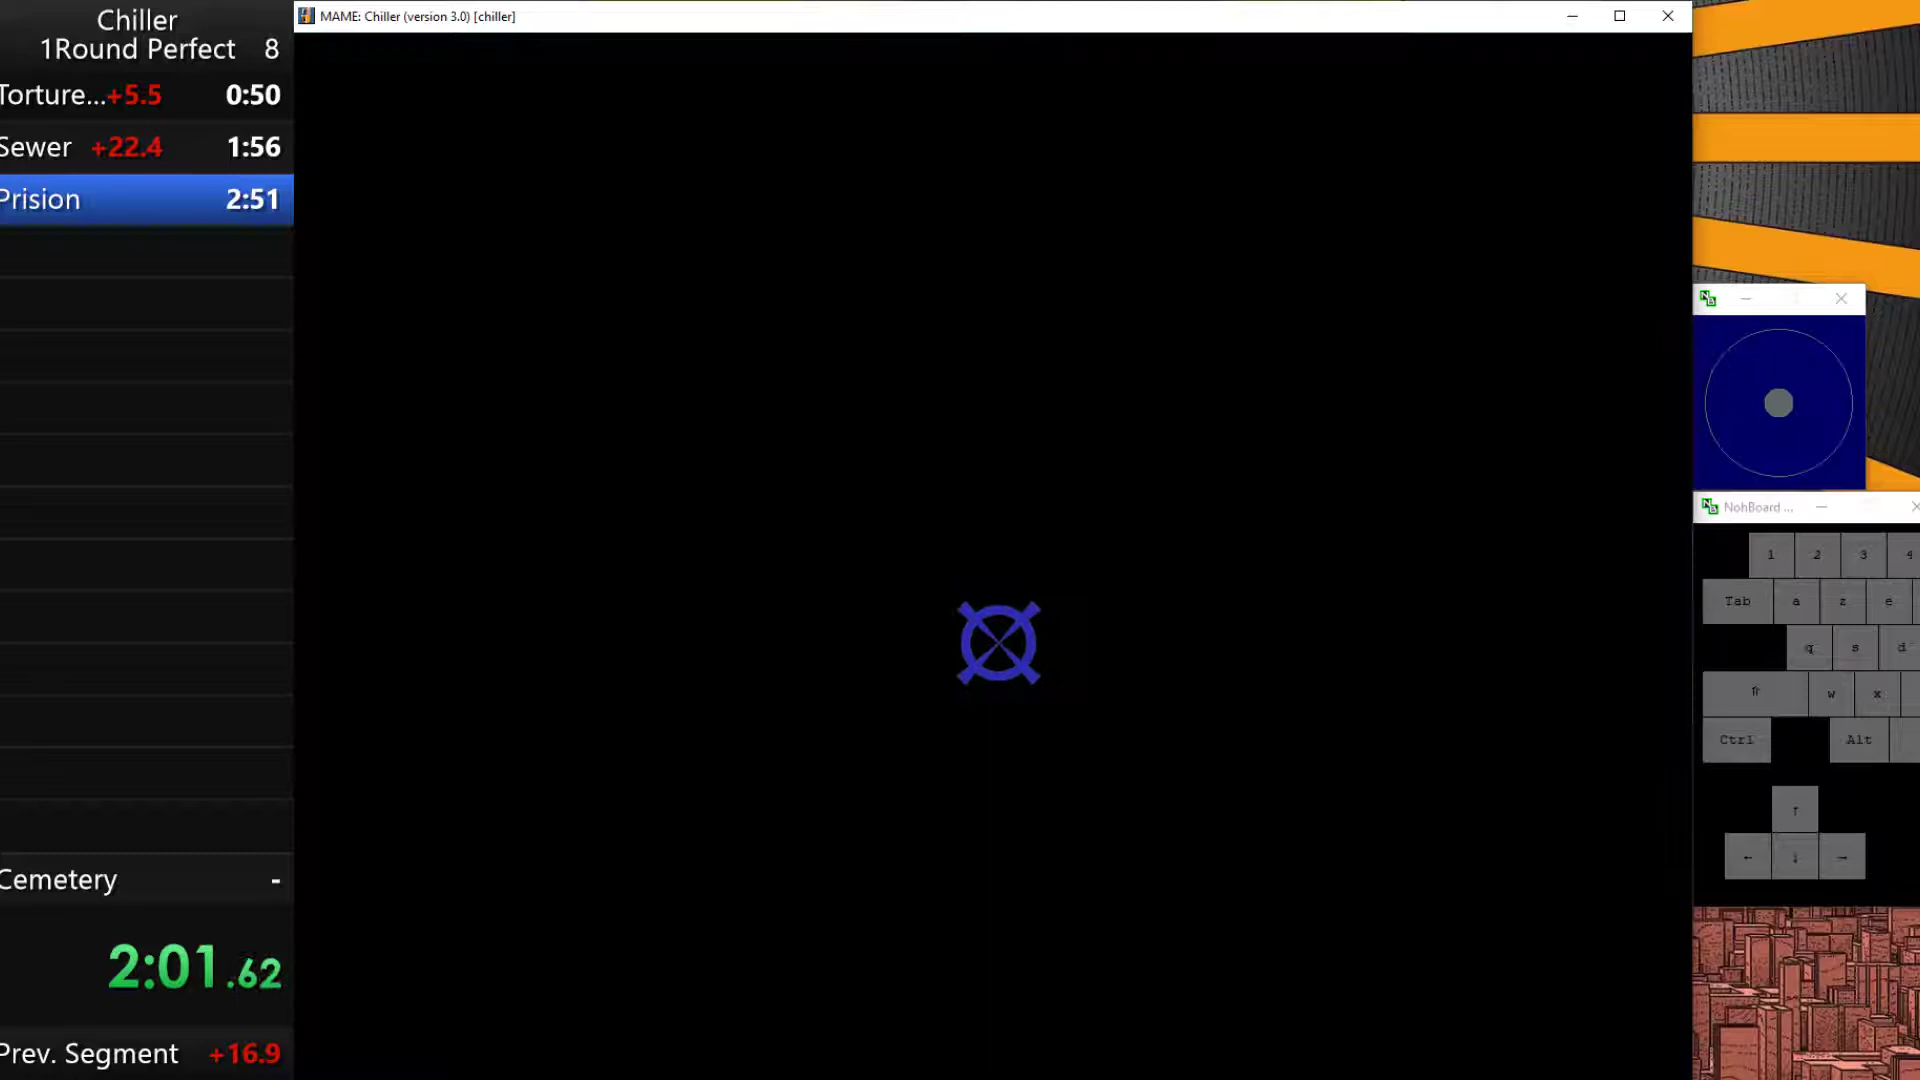 Chiller
1Round Perfect 8
Torture... +5.5 0:50
Sewer +22.4 1:56
Prision 2:51
Cemetery -
2:01.62
Prev. Segment +16.9
MAME: Chiller (version 3.0) [chiller]
NohBoard ...
1 2 3 4
Tab a z e
q s d
⇑ w x
Ctrl Alt
↑
← ↓ →